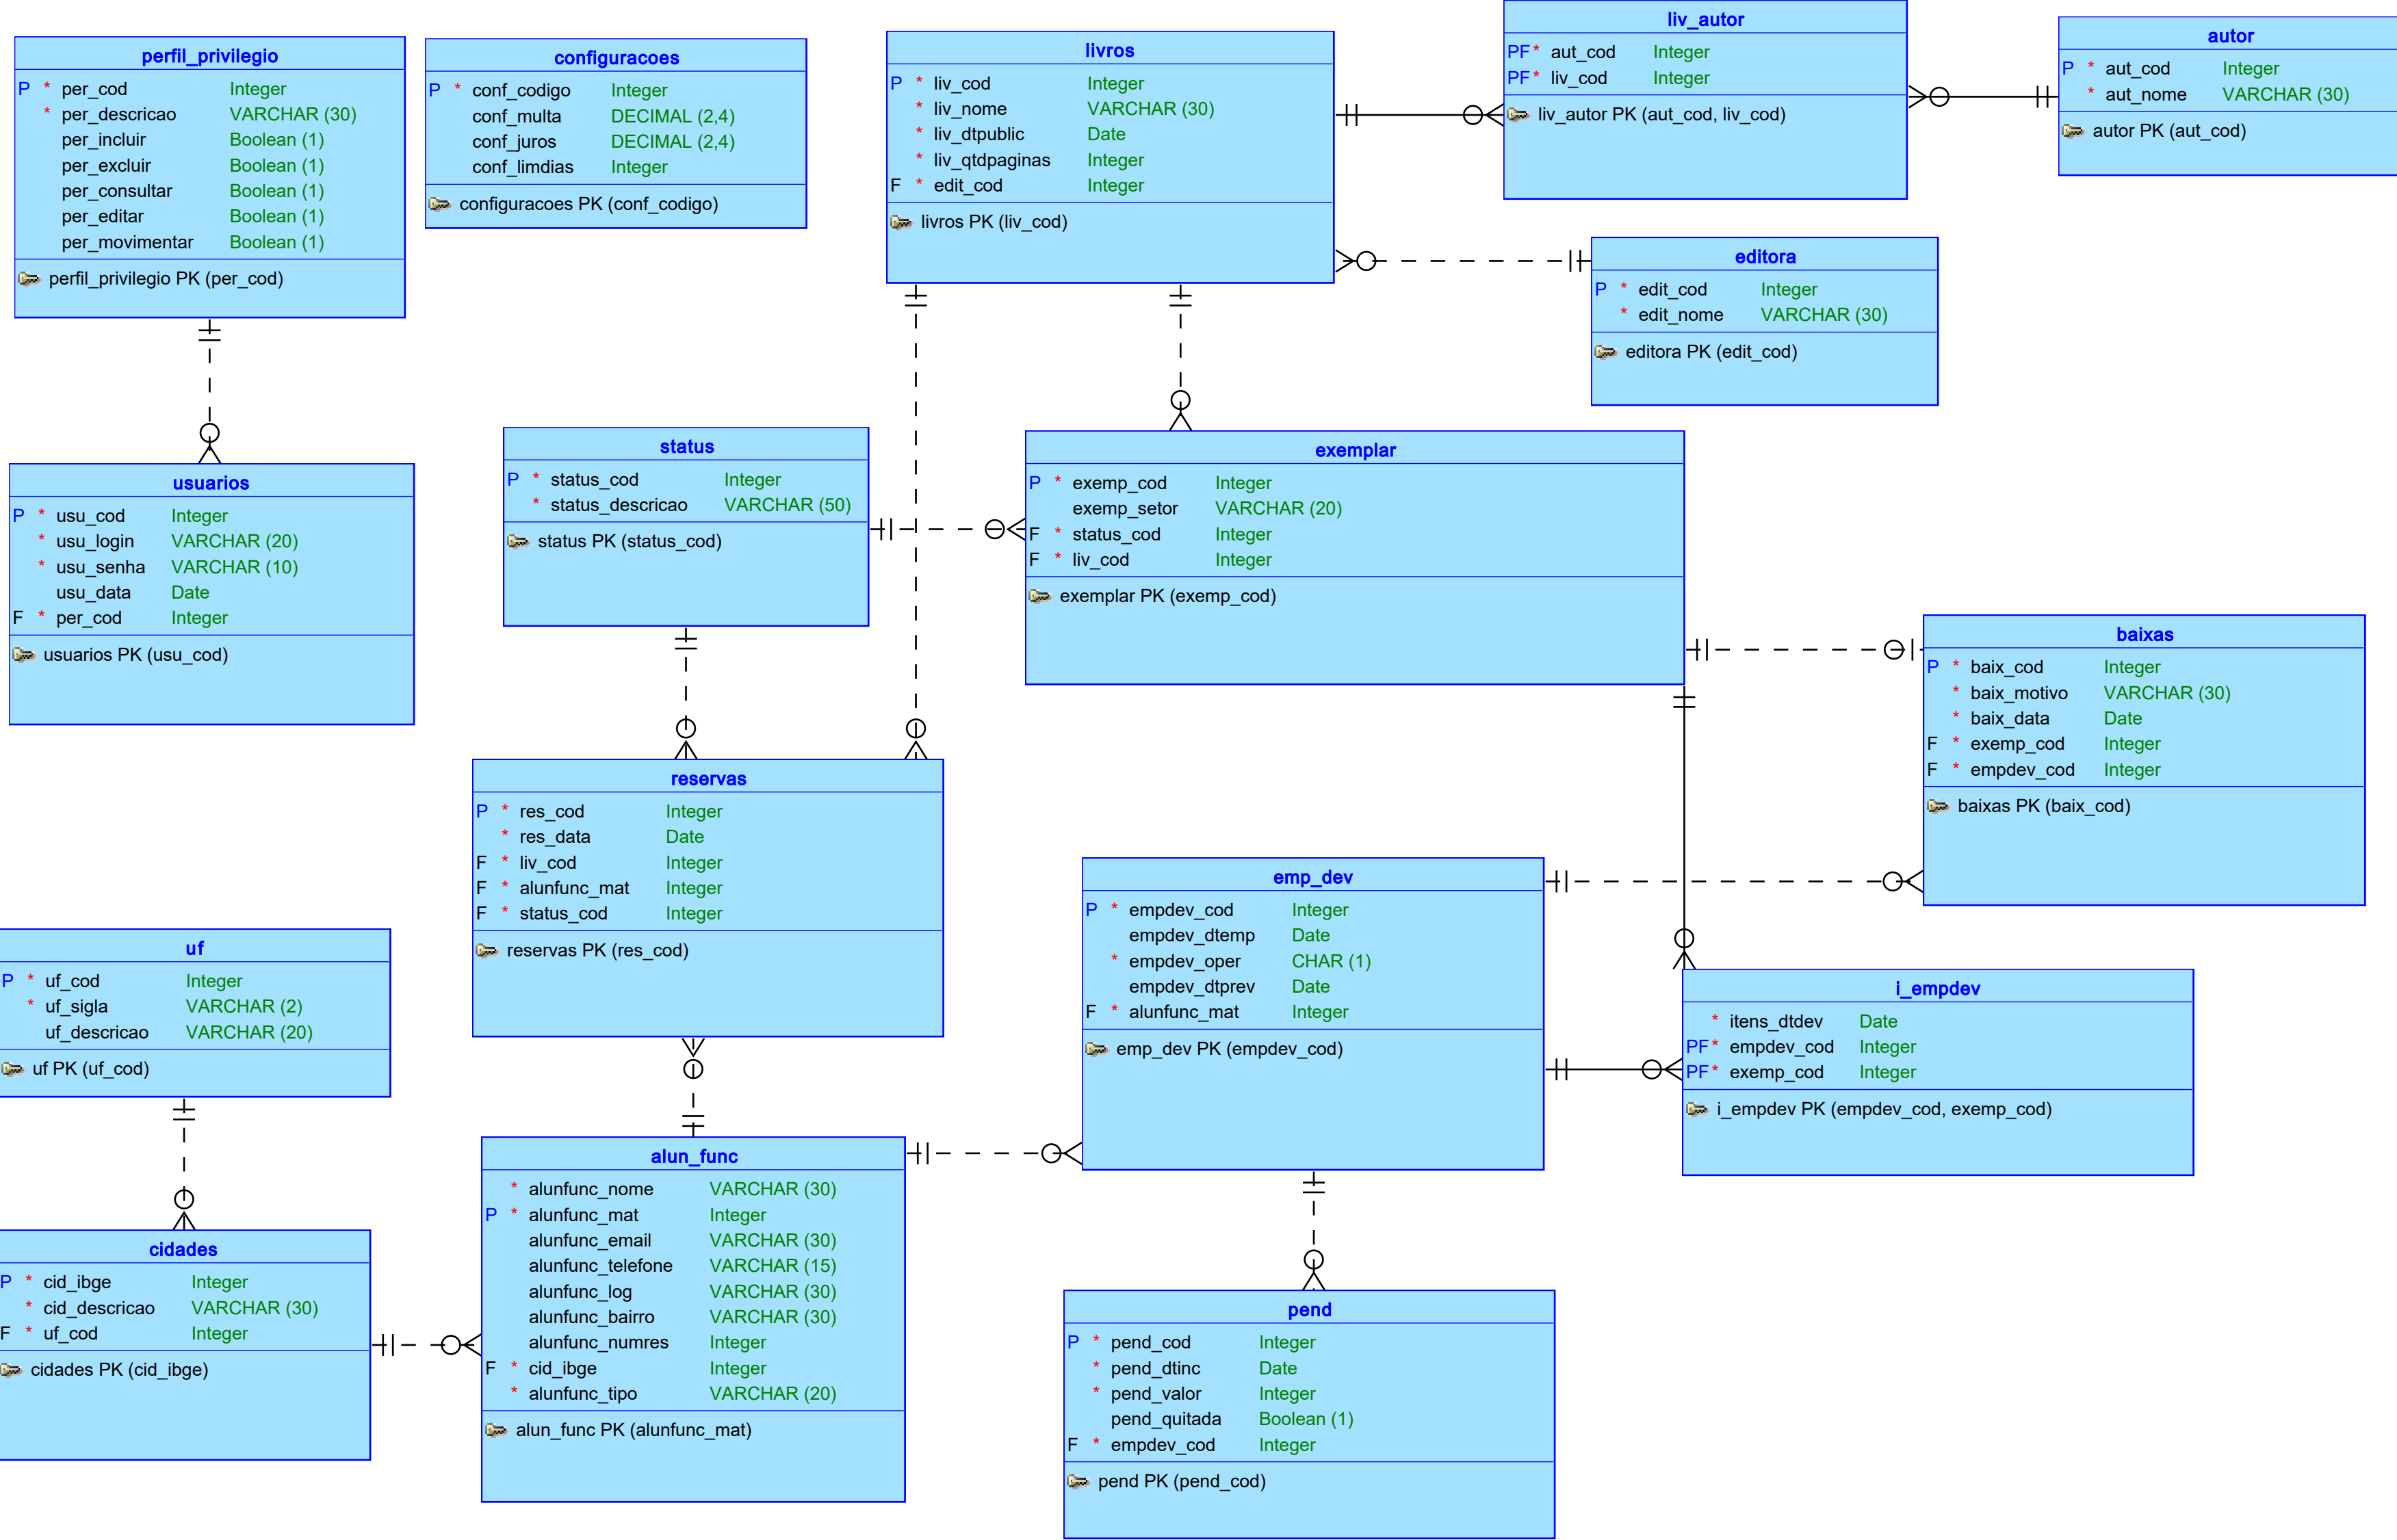 perfil_privilegio
P * per_cod Integer
* per_descricao VARCHAR (30)
per_incluir Boolean (1)
per_excluir Boolean (1)
per_consultar Boolean (1)
per_editar Boolean (1)
per_movimentar Boolean (1)
perfil_privilegio PK (per_cod)
configuracoes
P * conf_codigo Integer
conf_multa DECIMAL (2,4)
conf_juros DECIMAL (2,4)
conf_limdias Integer
configuracoes PK (conf_codigo)
livros
P * liv_cod Integer
* liv_nome VARCHAR (30)
* liv_dtpublic Date
* liv_qtdpaginas Integer
F * edit_cod Integer
livros PK (liv_cod)
liv_autor
PF* aut_cod Integer
PF* liv_cod Integer
liv_autor PK (aut_cod, liv_cod)
autor
P * aut_cod Integer
* aut_nome VARCHAR (30)
autor PK (aut_cod)
editora
P * edit_cod Integer
* edit_nome VARCHAR (30)
editora PK (edit_cod)
usuarios
P * usu_cod Integer
* usu_login VARCHAR (20)
* usu_senha VARCHAR (10)
usu_data Date
F * per_cod Integer
usuarios PK (usu_cod)
status
P * status_cod Integer
* status_descricao VARCHAR (50)
status PK (status_cod)
exemplar
P * exemp_cod Integer
exemp_setor VARCHAR (20)
F * status_cod Integer
F * liv_cod Integer
exemplar PK (exemp_cod)
baixas
P * baix_cod Integer
* baix_motivo VARCHAR (30)
* baix_data Date
F * exemp_cod Integer
F * empdev_cod Integer
baixas PK (baix_cod)
reservas
P * res_cod Integer
* res_data Date
F * liv_cod Integer
F * alunfunc_mat Integer
F * status_cod Integer
reservas PK (res_cod)
emp_dev
P * empdev_cod Integer
empdev_dtemp Date
* empdev_oper CHAR (1)
empdev_dtprev Date
F * alunfunc_mat Integer
emp_dev PK (empdev_cod)
i_empdev
* itens_dtdev Date
PF* empdev_cod Integer
PF* exemp_cod Integer
i_empdev PK (empdev_cod, exemp_cod)
uf
P * uf_cod Integer
* uf_sigla VARCHAR (2)
uf_descricao VARCHAR (20)
uf PK (uf_cod)
cidades
P * cid_ibge Integer
* cid_descricao VARCHAR (30)
F * uf_cod Integer
cidades PK (cid_ibge)
alun_func
* alunfunc_nome VARCHAR (30)
P * alunfunc_mat Integer
alunfunc_email VARCHAR (30)
alunfunc_telefone VARCHAR (15)
alunfunc_log VARCHAR (30)
alunfunc_bairro VARCHAR (30)
alunfunc_numres Integer
F * cid_ibge Integer
* alunfunc_tipo VARCHAR (20)
alun_func PK (alunfunc_mat)
pend
P * pend_cod Integer
* pend_dtinc Date
* pend_valor Integer
pend_quitada Boolean (1)
F * empdev_cod Integer
pend PK (pend_cod)